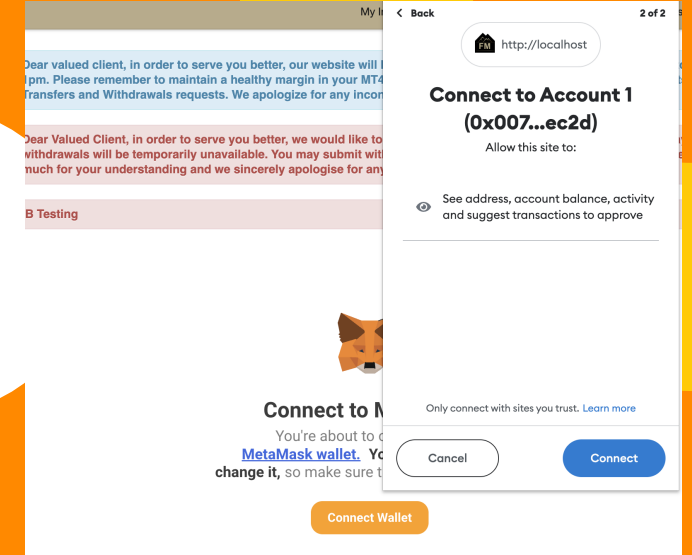 My I
Dear valued client, in order to serve you better, our website will
1pm. Please remember to maintain a healthy margin in your MT4
Transfers and Withdrawals requests. We apologize for any incon
Dear Valued Client, in order to serve you better, we would like to
withdrawals will be temporarily unavailable. You may submit wit
much for your understanding and we sincerely apologise for any
B Testing
Connect to M
You're about to c
MetaMask wallet. Yo
change it, so make sure t
Connect Wallet
Back
2 of 2
FM
http://localhost
Connect to Account 1
(0x007...ec2d)
Allow this site to:
See address, account balance, activity
and suggest transactions to approve
Only connect with sites you trust. Learn more
Cancel
Connect